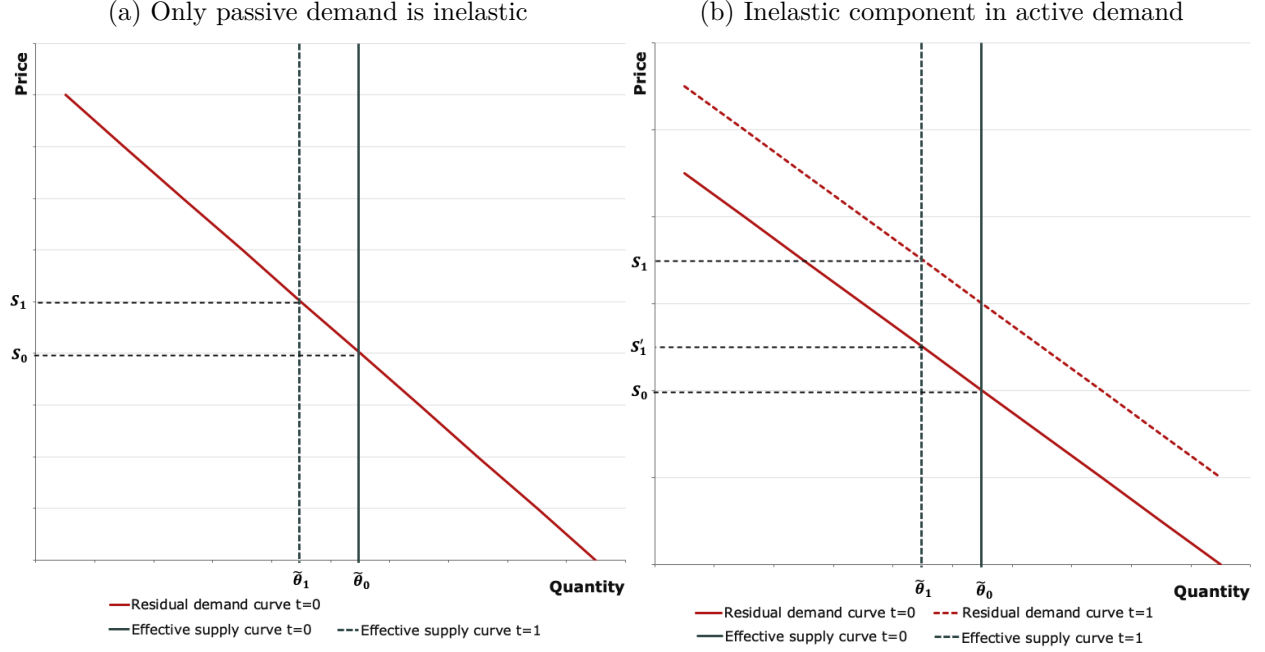 (a) Only passive demand is inelastic
Price
S₁
S₀
θ̃₁
θ̃₀
Quantity
Residual demand curve t=0
Effective supply curve t=0
Effective supply curve t=1
(b) Inelastic component in active demand
Price
S₁
S′₁
S₀
θ̃₁
θ̃₀
Quantity
Residual demand curve t=0
Residual demand curve t=1
Effective supply curve t=0
Effective supply curve t=1